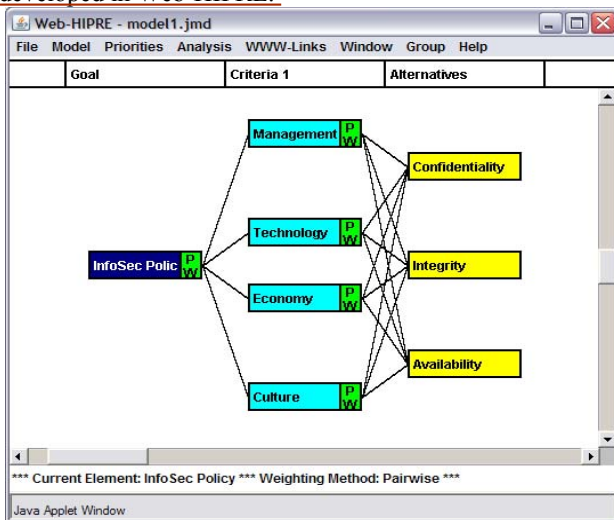 developed in Web-HIPRE.
Web-HIPRE - model1.jmd
File Model Priorities Analysis WWW-Links Window Group Help
Goal Criteria 1 Alternatives
Management PW
Confidentiality
Technology PW
InfoSec Polic PW
Integrity
Economy PW
Availability
Culture PW
*** Current Element: InfoSec Policy *** Weighting Method: Pairwise ***
Java Applet Window